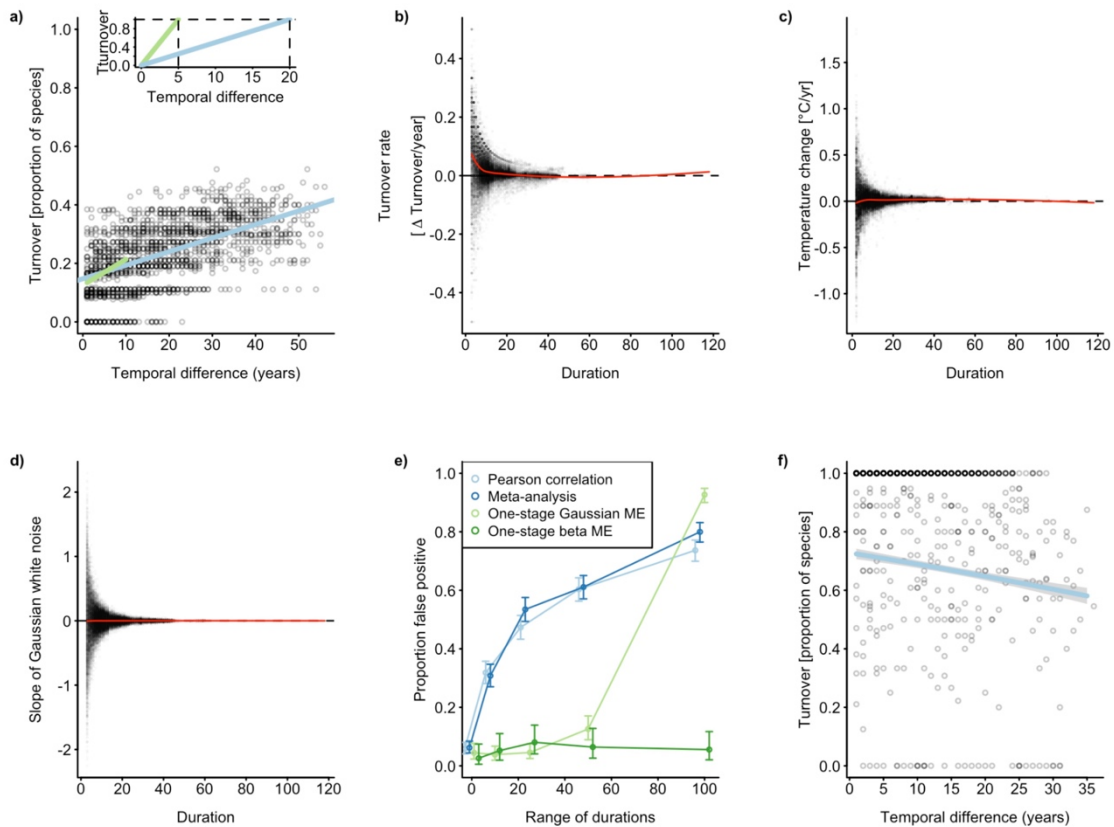 a)
Turnover [proportion of species]
1.0
0.8
0.6
0.4
0.2
0.0
0 10 20 30 40 50
Temporal difference (years)
Turnover
0.8
0.4
0.0
0 5 10 15 20
Temporal difference
b)
Turnover rate
[ Δ Turnover/year]
0.4
0.2
0.0
-0.2
-0.4
0 20 40 60 80 100 120
Duration
c)
Temperature change [°C/yr]
1.5
1.0
0.5
0.0
-0.5
-1.0
0 20 40 60 80 100 120
Duration
d)
Slope of Gaussian white noise
2
1
0
-1
-2
0 20 40 60 80 100 120
Duration
e)
Proportion false positive
1.0
0.8
0.6
0.4
0.2
0.0
Pearson correlation
Meta-analysis
One-stage Gaussian ME
One-stage beta ME
0 20 40 60 80 100
Range of durations
f)
Turnover [proportion of species]
1.0
0.8
0.6
0.4
0.2
0.0
0 5 10 15 20 25 30 35
Temporal difference (years)